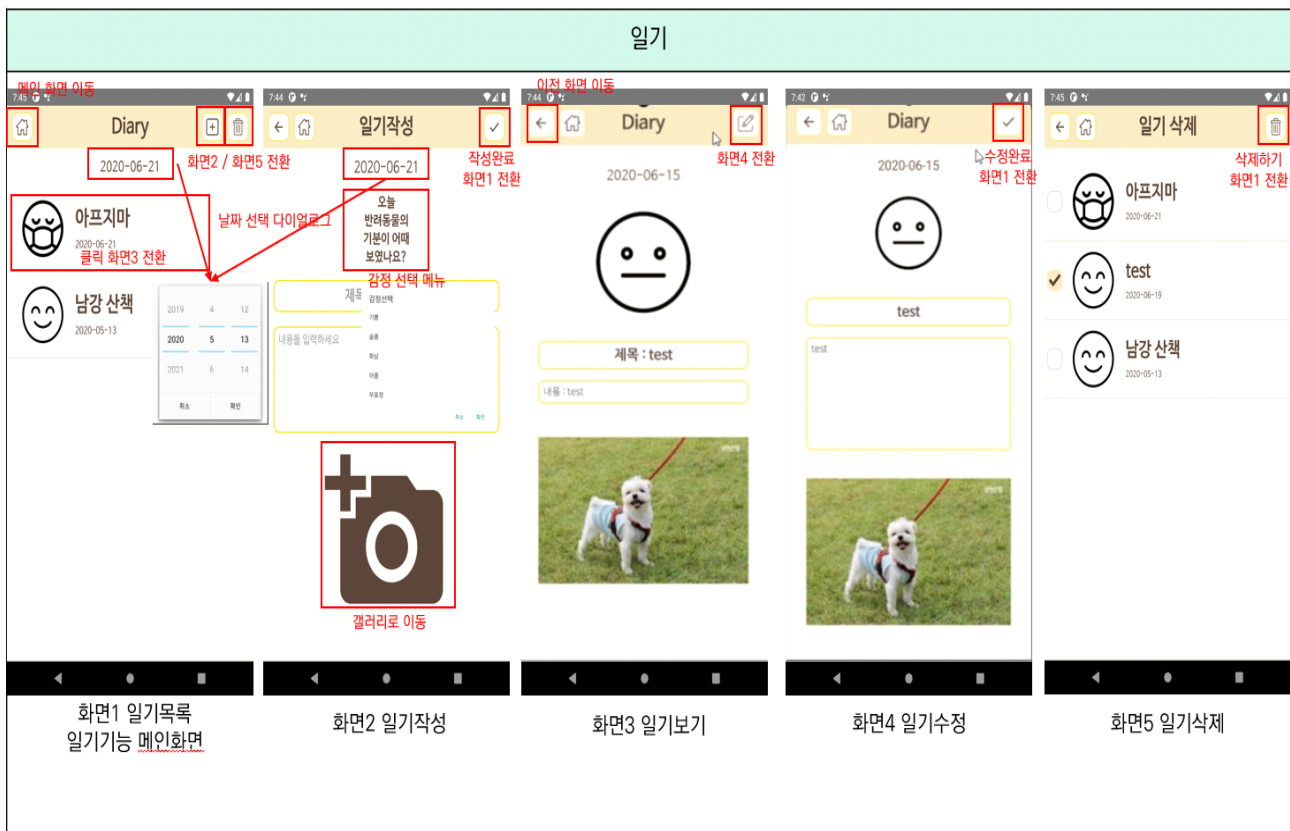 일기
메인 화면 이동
7:45
Diary
2020-06-21
화면2 / 화면5 전환
아프지마
2020-06-21
클릭 화면3 전환
날짜 선택 다이얼로그
남강 산책
2020-05-13
2019 4 12
2020 5 13
2021 6 14
취소 확인
화면1 일기목록
일기기능 메인화면
7:44
일기작성
작성완료
화면1 전환
2020-06-21
오늘
반려동물의
기분이 어때
보였나요?
감정 선택 메뉴
감정선택
기쁨
슬픔
화남
아픔
무표정
취소 확인
내용을 입력하세요
갤러리로 이동
화면2 일기작성
이전 화면 이동
7:44
Diary
화면4 전환
2020-06-15
제목 : test
내용 : test
화면3 일기보기
7:42
Diary
수정완료
화면1 전환
2020-06-15
test
test
화면4 일기수정
7:45
일기 삭제
삭제하기
화면1 전환
아프지마
2020-06-21
test
2020-06-19
남강 산책
2020-05-13
화면5 일기삭제